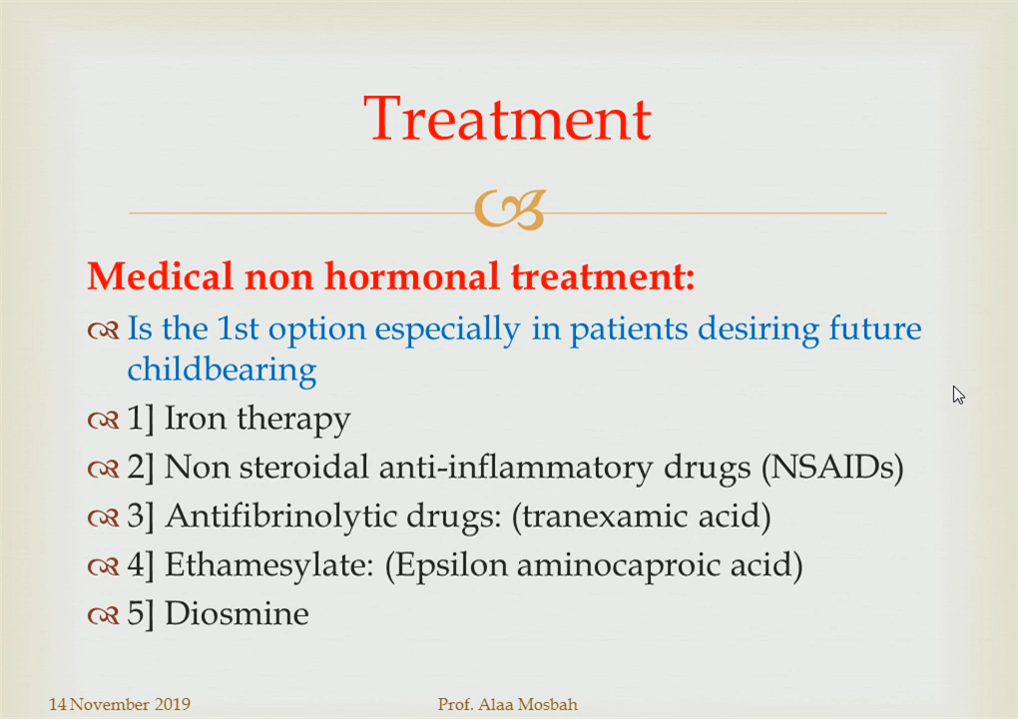 Treatment
Medical non hormonal treatment:
Is the 1st option especially in patients desiring future
childbearing
1] Iron therapy
2] Non steroidal anti-inflammatory drugs (NSAIDs)
3] Antifibrinolytic drugs: (tranexamic acid)
4] Ethamesylate: (Epsilon aminocaproic acid)
5] Diosmine
14 November 2019
Prof. Alaa Mosbah